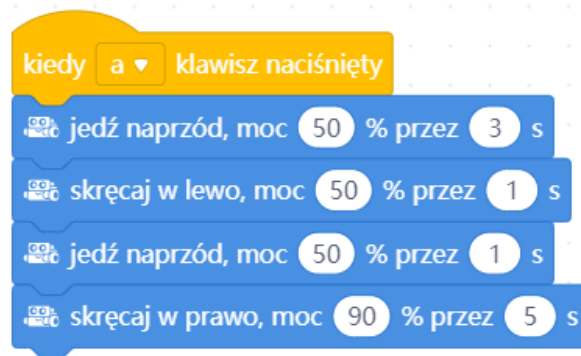 kiedy a klawisz naciśnięty
jedź naprzód, moc 50 % przez 3 s
skręcaj w lewo, moc 50 % przez 1 s
jedź naprzód, moc 50 % przez 1 s
skręcaj w prawo, moc 90 % przez 5 s